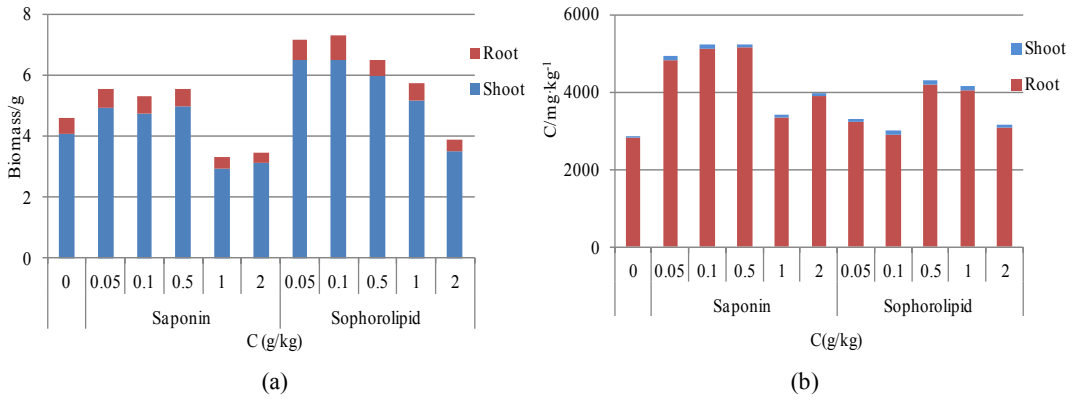 8
6
4
2
0
Biomass/g
Root
Shoot
0
0.05
0.1
0.5
1
2
0.05
0.1
0.5
1
2
Saponin
Sophorolipid
C (g/kg)
(a)
6000
4000
2000
0
C/mg·kg⁻¹
Shoot
Root
0
0.05
0.1
0.5
1
2
0.05
0.1
0.5
1
2
Saponin
Sophorolipid
C(g/kg)
(b)